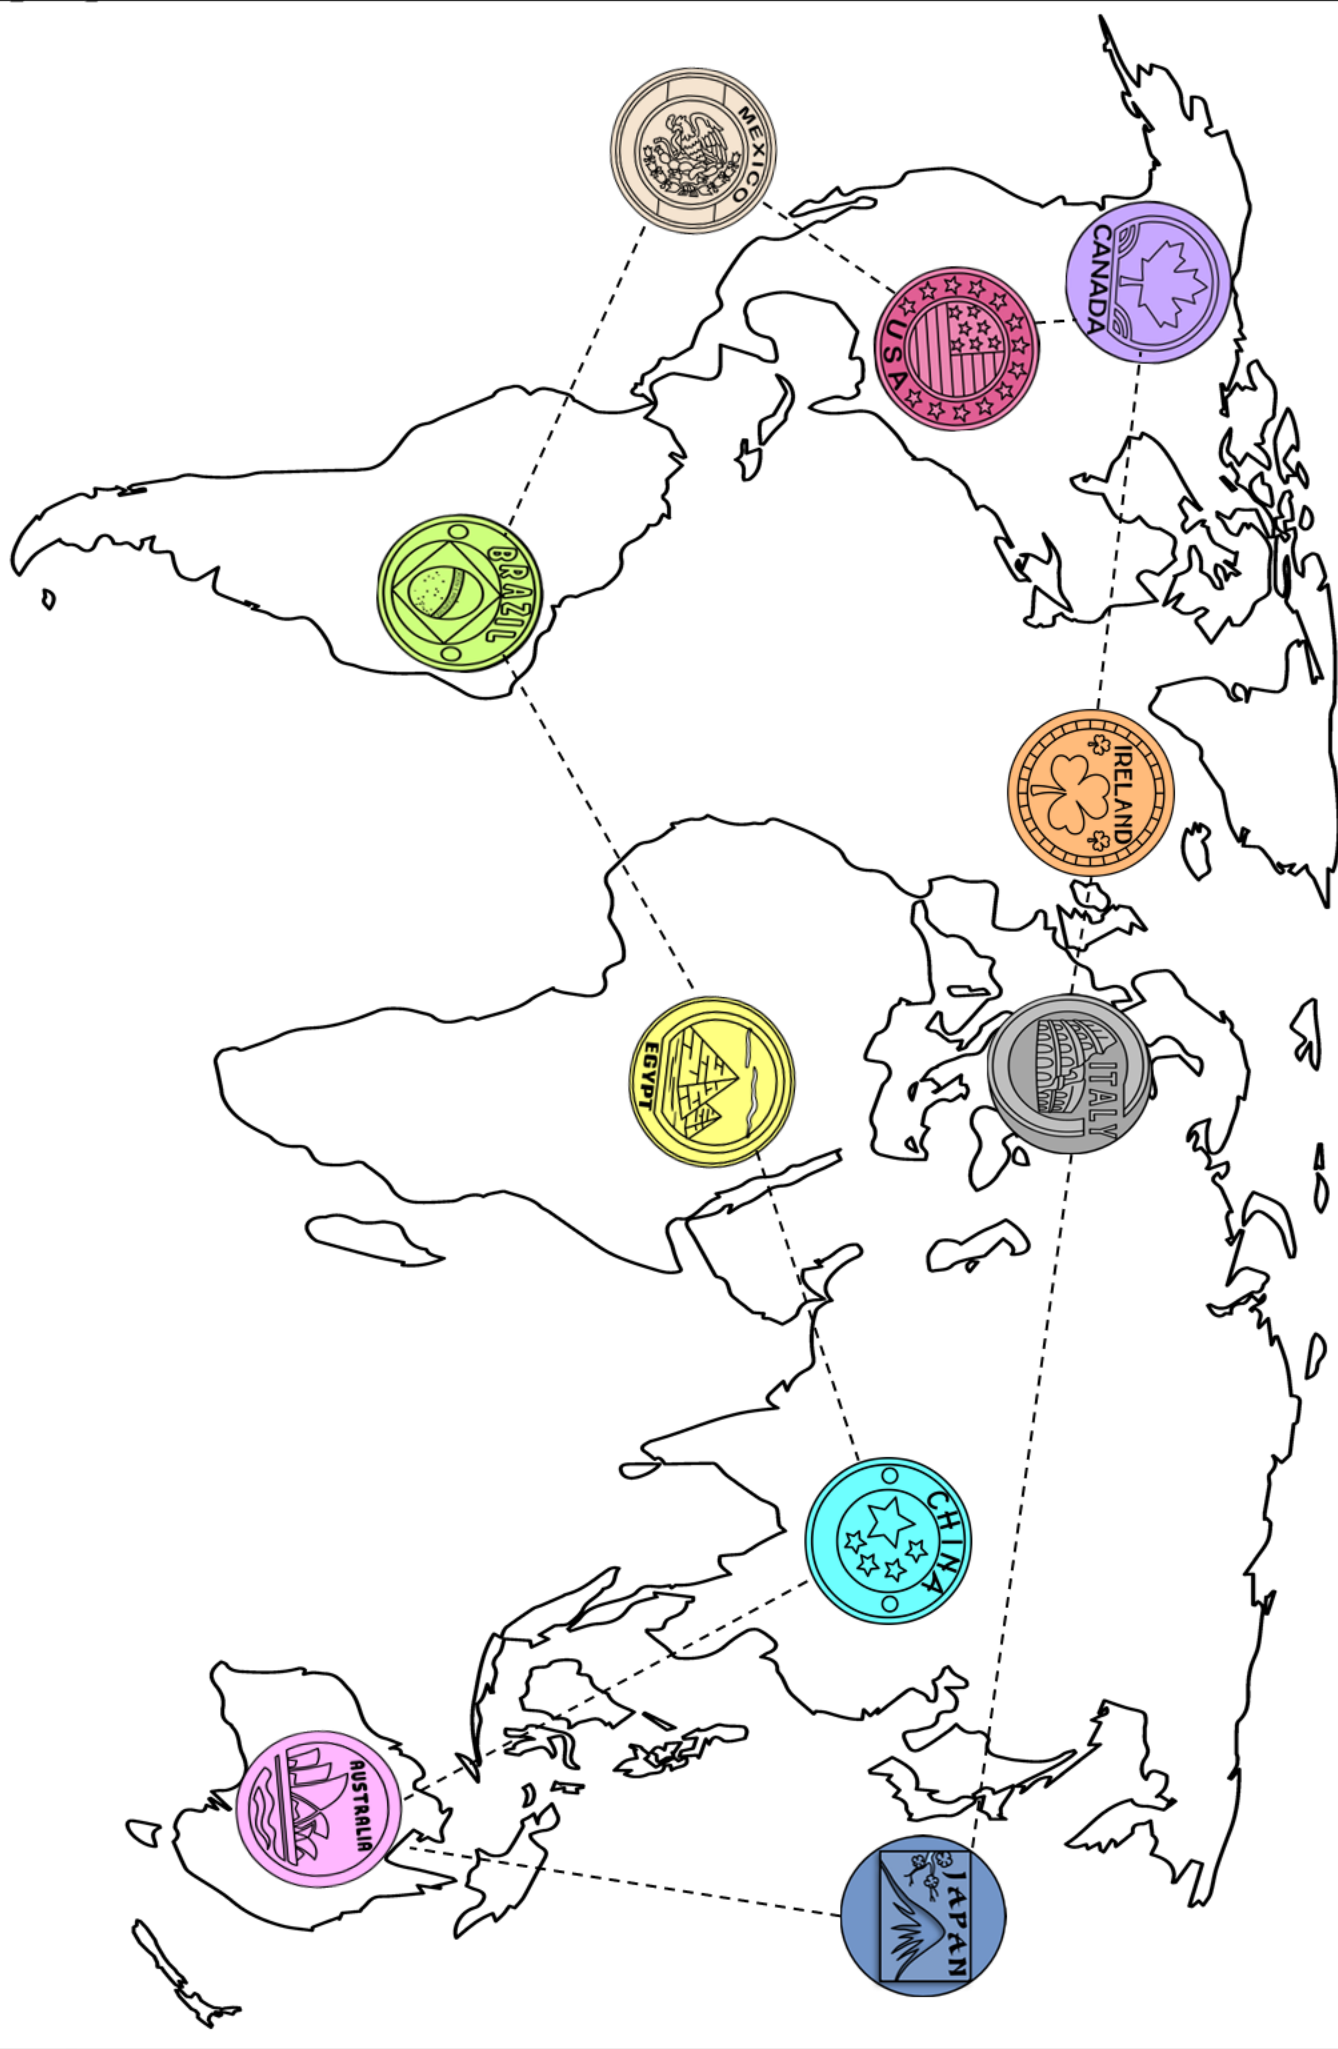 CANADA
USA
MEXICO
IRELAND
ITALY
BRAZIL
EGYPT
CHINA
JAPAN
AUSTRALIA